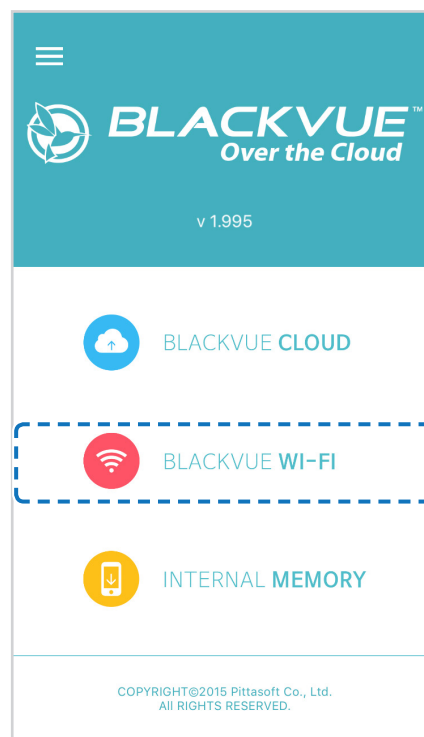 BLACKVUE™
Over the Cloud
v 1.995
BLACKVUE CLOUD
BLACKVUE WI-FI
INTERNAL MEMORY
COPYRIGHT©2015 Pittasoft Co., Ltd.
All RIGHTS RESERVED.